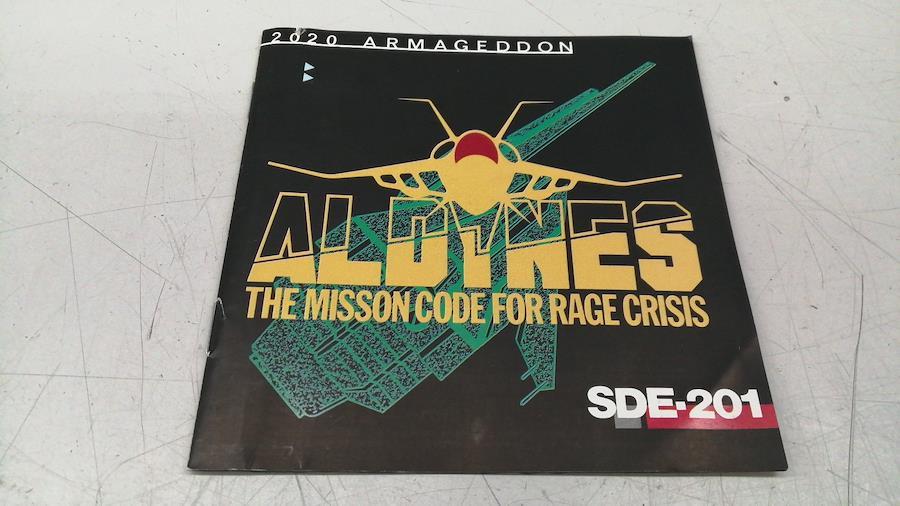 2020 ARMAGEDDON
ALDYNES
THE MISSON CODE FOR RAGE CRISIS
SDE-201